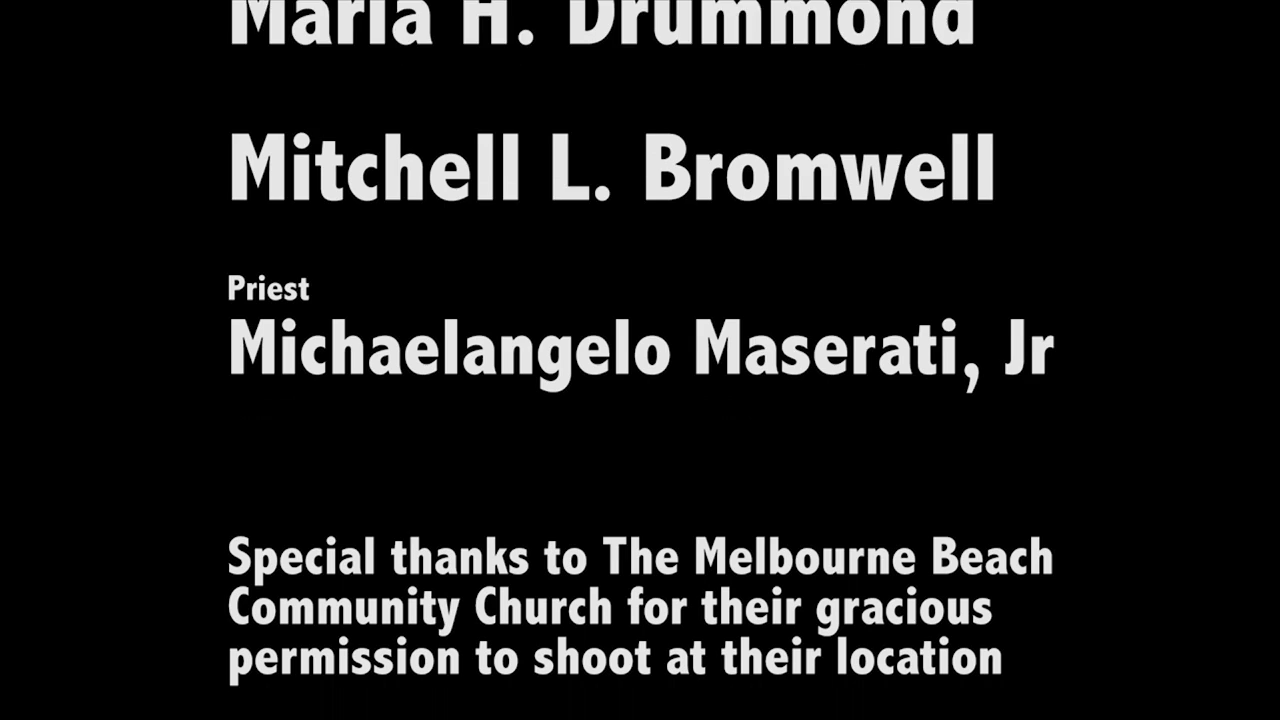 Maria H. Drummond
Mitchell L. Bromwell
Priest
Michaelangelo Maserati, Jr
Special thanks to The Melbourne Beach
Community Church for their gracious
permission to shoot at their location